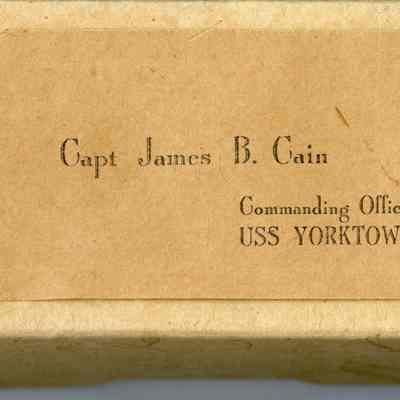 Capt James B. Cain
Commanding Offic
USS YORKTOW